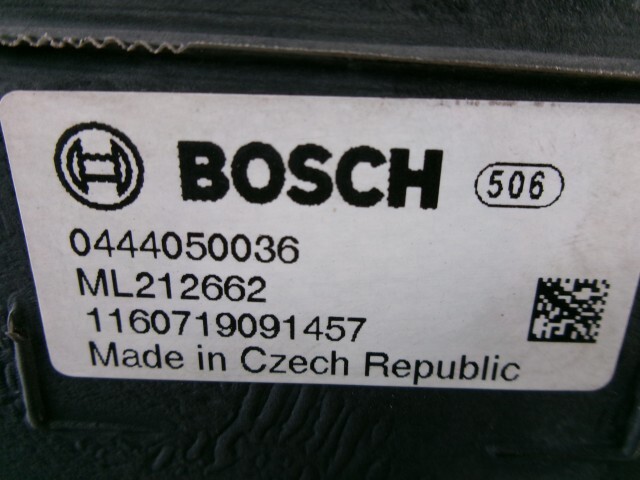 BOSCH 506
0444050036
ML212662
1160719091457
Made in Czech Republic